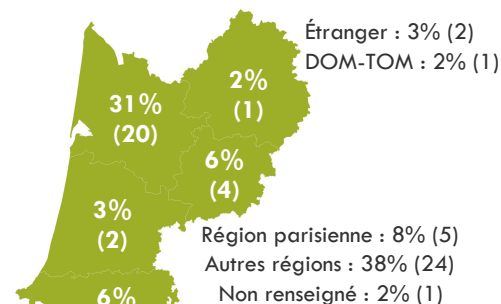 Étranger : 3% (2)
DOM-TOM : 2% (1)
2%
(1)
31%
(20)
6%
(4)
3%
(2)
Région parisienne : 8% (5)
Autres régions : 38% (24)
Non renseigné : 2% (1)
6%